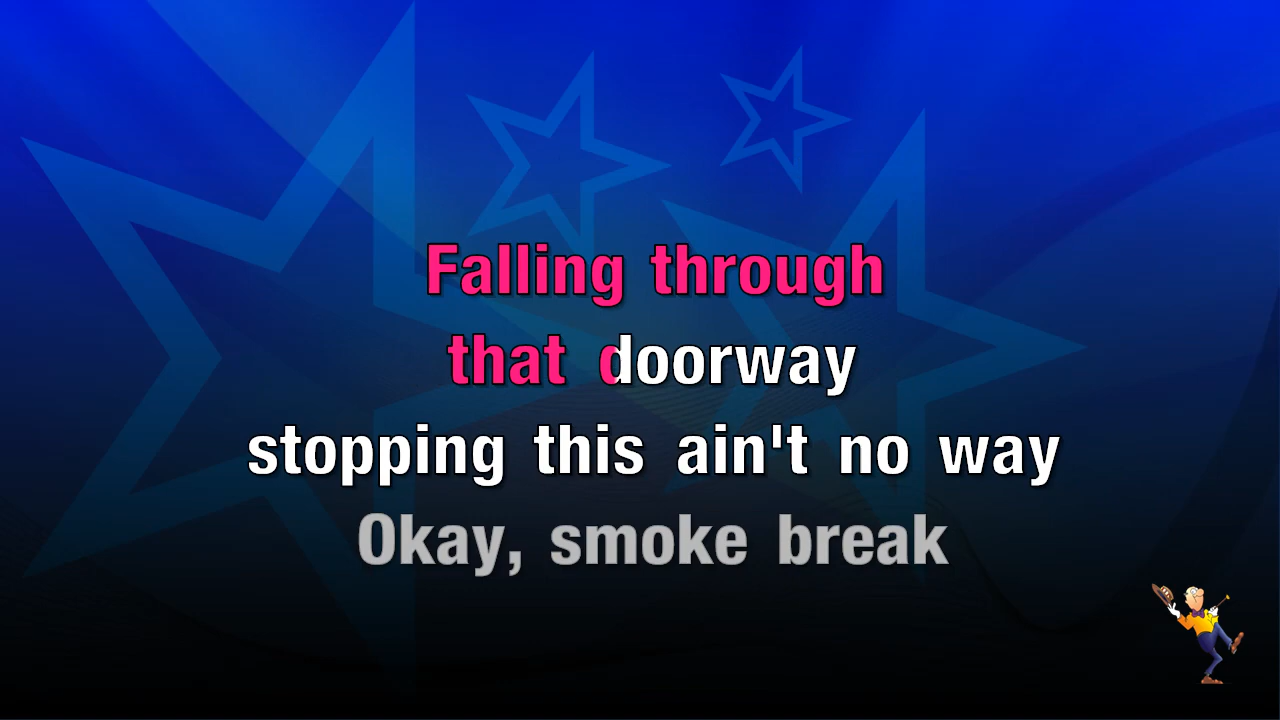 Falling through
that doorway
stopping this ain't no way
Okay, smoke break